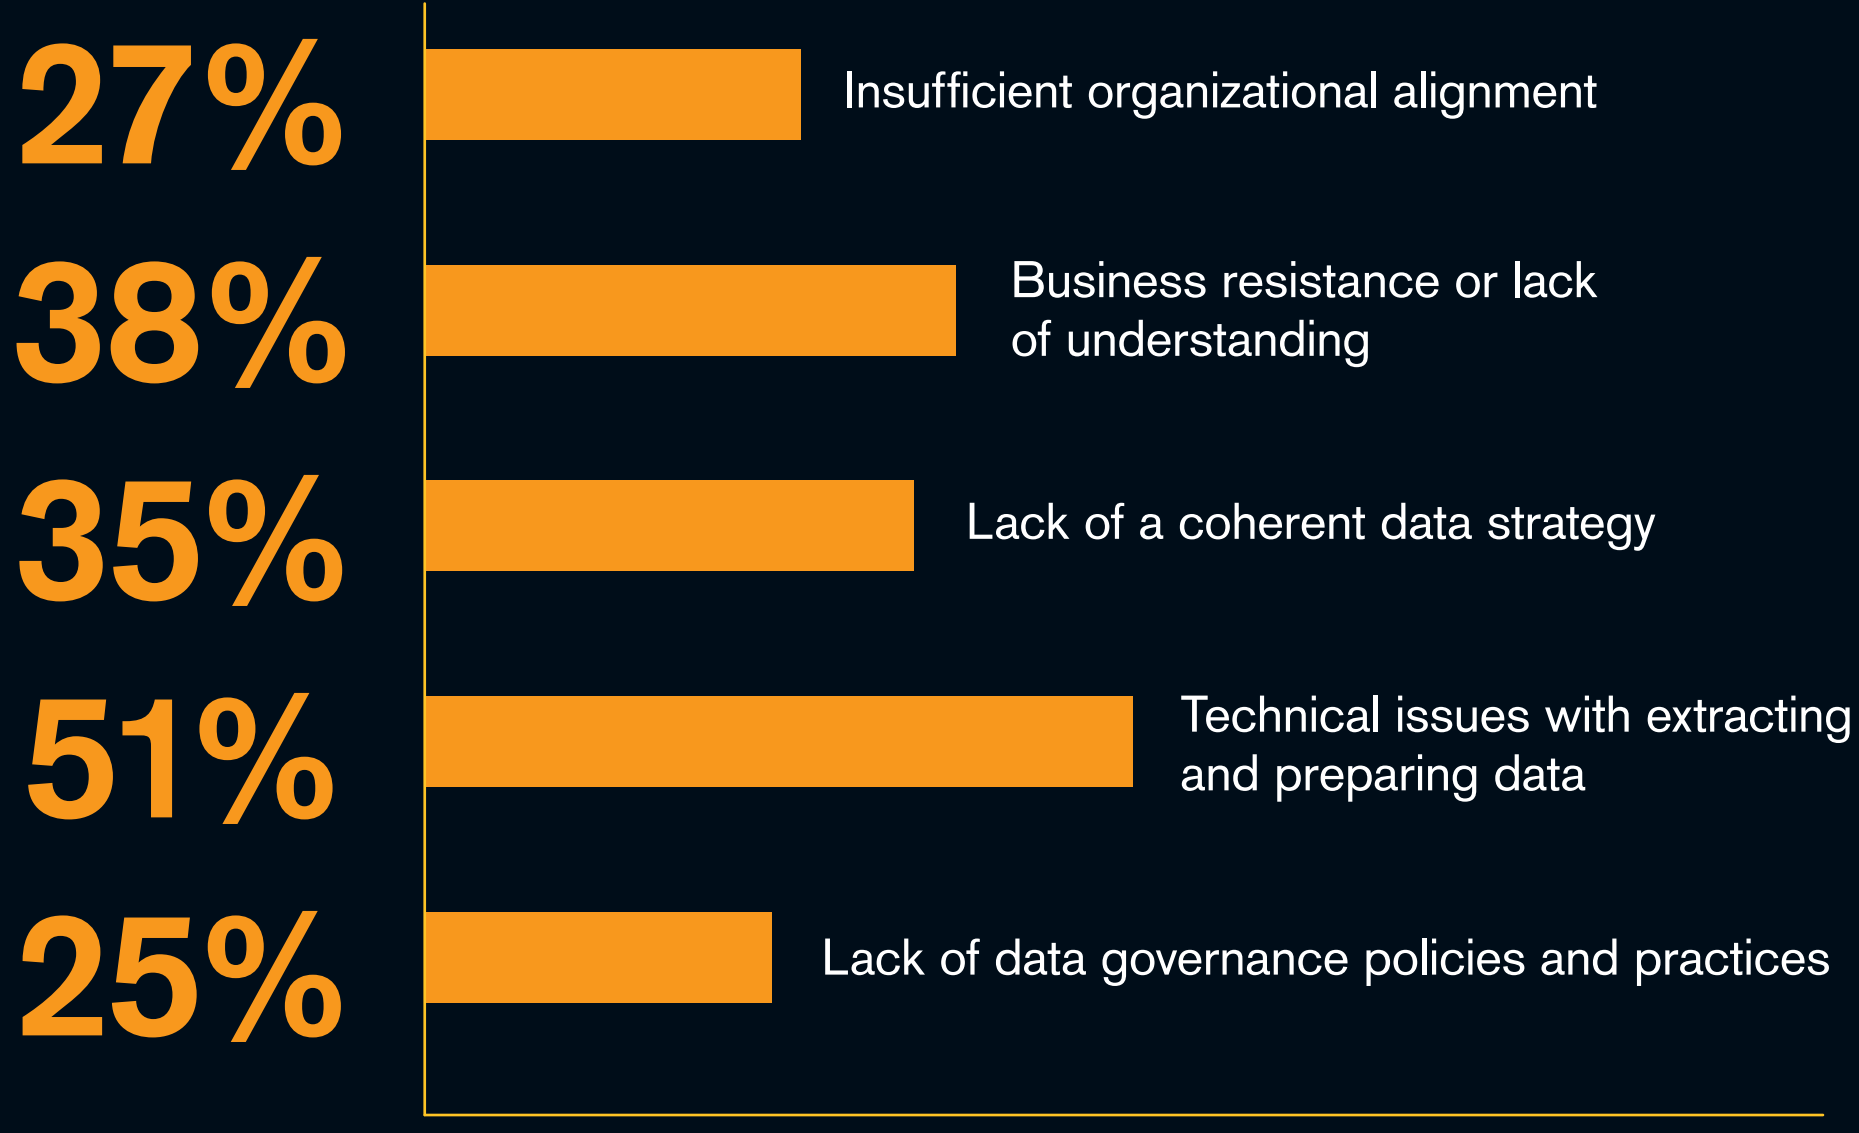 27%
Insufficient organizational alignment
38%
Business resistance or lack
of understanding
35%
Lack of a coherent data strategy
51%
Technical issues with extracting
and preparing data
25%
Lack of data governance policies and practices